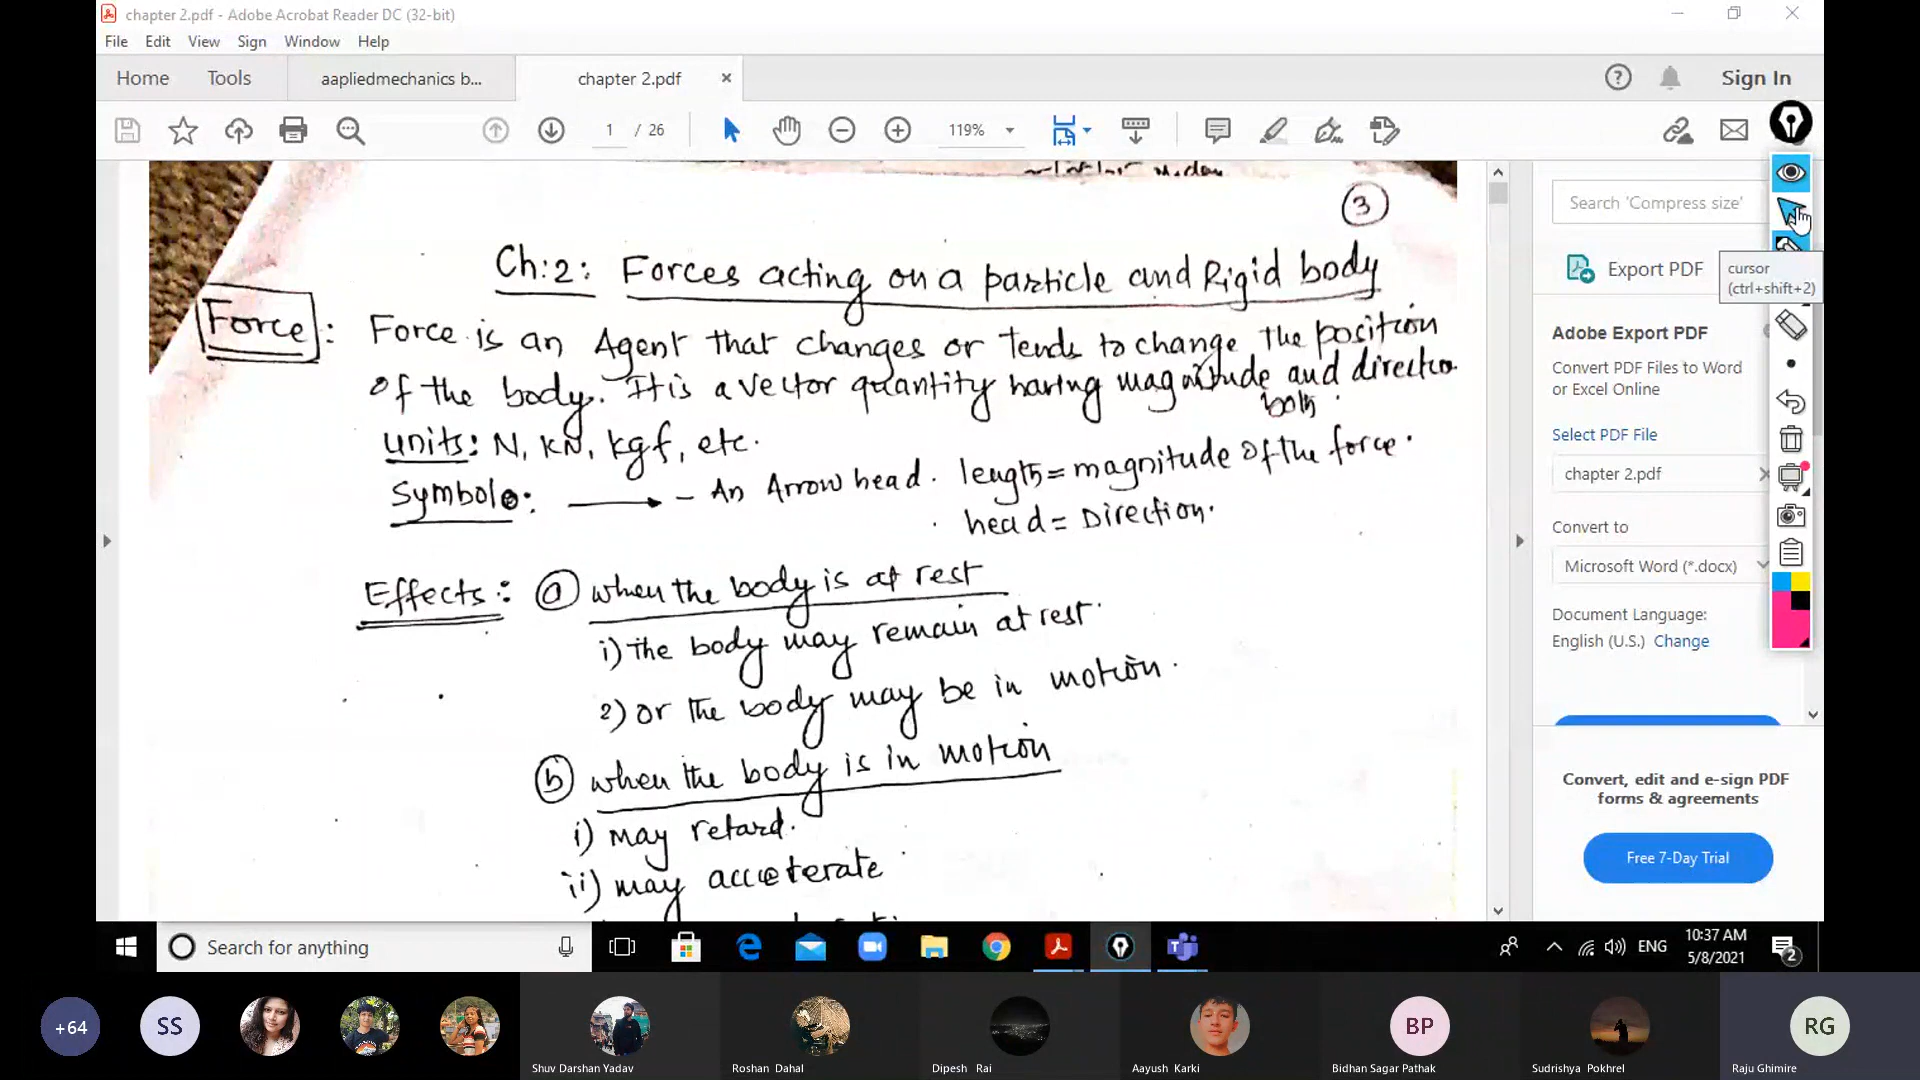 chapter 2.pdf - Adobe Acrobat Reader DC (32-bit)
File Edit View Sign Window Help
Home Tools aapliedmechanics b... chapter 2.pdf Sign In
1 / 26 119%
3
Ch:2: Forces acting on a particle and Rigid body
Force: Force is an Agent that changes or Tends to change the position
of the body. It is a vector quantity having magnitude and directio
both.
units: N, KN, kgf, etc.
Symbol: - An Arrow head. length = magnitude of the force.
head = Direction.
Effects: a when the body is at rest
i) the body may remain at rest.
2) or the body may be in motion.
b when the body is in motion
i) may retard.
ii) may accelerate
Search 'Compress size'
Export PDF
cursor
(ctrl+shift+2)
Adobe Export PDF
Convert PDF Files to Word
or Excel Online
Select PDF File
chapter 2.pdf
Convert to
Microsoft Word (*.docx)
Document Language:
English (U.S.) Change
Convert, edit and e-sign PDF
forms & agreements
Free 7-Day Trial
Search for anything
ENG
10:37 AM
5/8/2021
2
+64 SS BP RG
Shuv Darshan Yadav Roshan Dahal Dipesh Rai Aayush Karki Bidhan Sagar Pathak Sudrishya Pokhrel Raju Ghimire